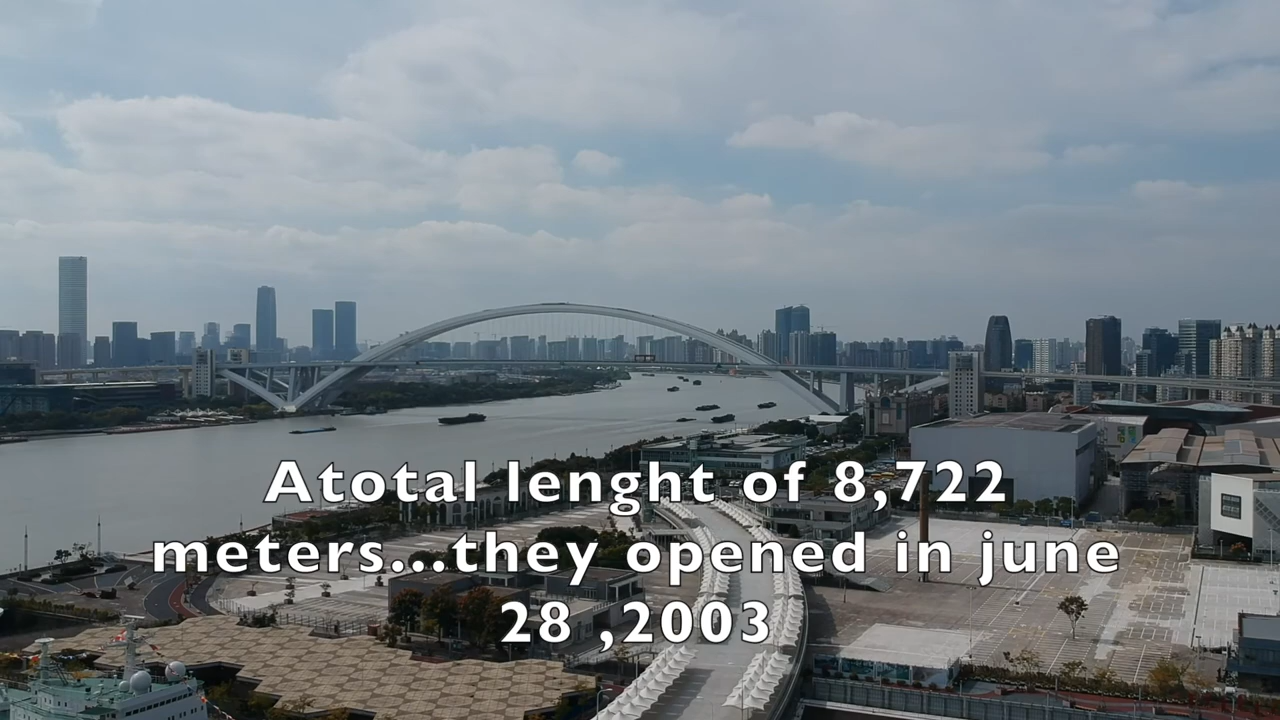 Atotal lenght of 8,722
meters...they opened in june
28 ,2003